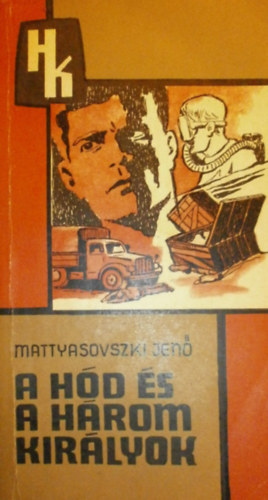 HK
MATTYASOVSZKI JENŐ
A HÓD ÉS
A HÁROM
KIRÁLYOK